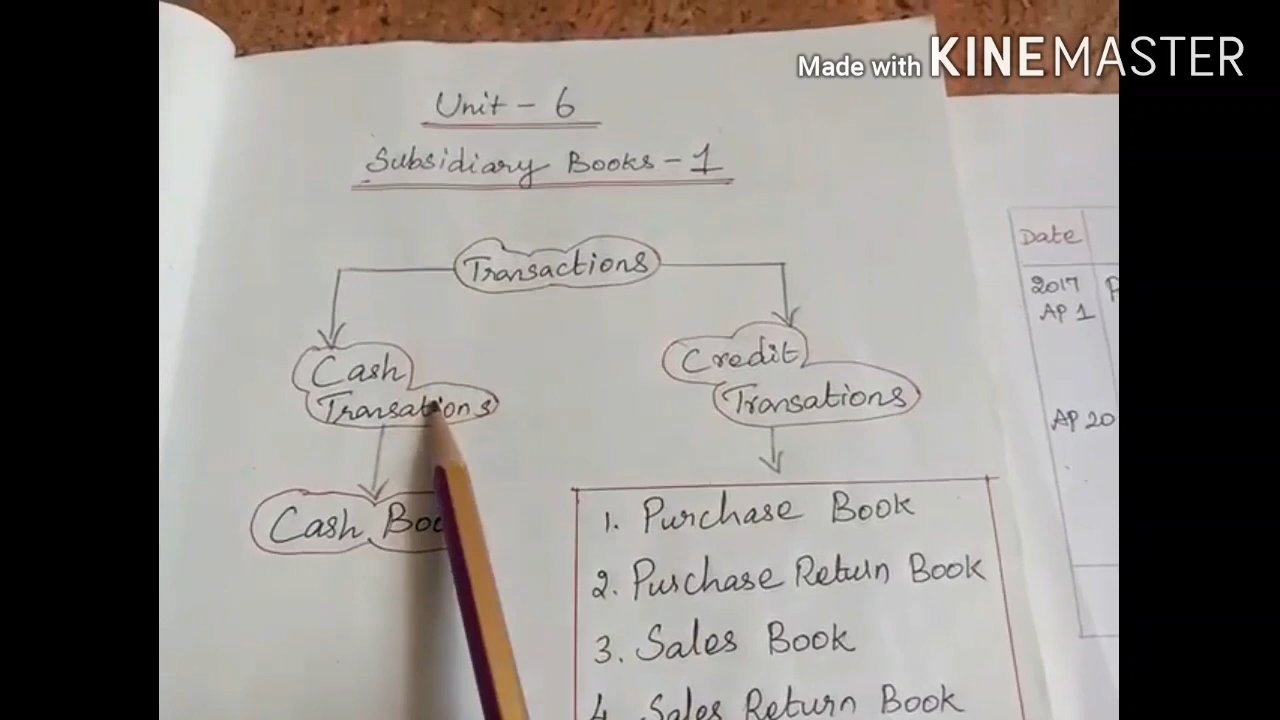 Made with KINEMASTER
Unit - 6
Subsidiary Books - 1
Transactions
Cash
Transations
Credit
Transations
Cash
1. Purchase Book
2. Purchase Return Book
3. Sales Book
4. Sales Return Book
Date
2017
AP 1
AP 20